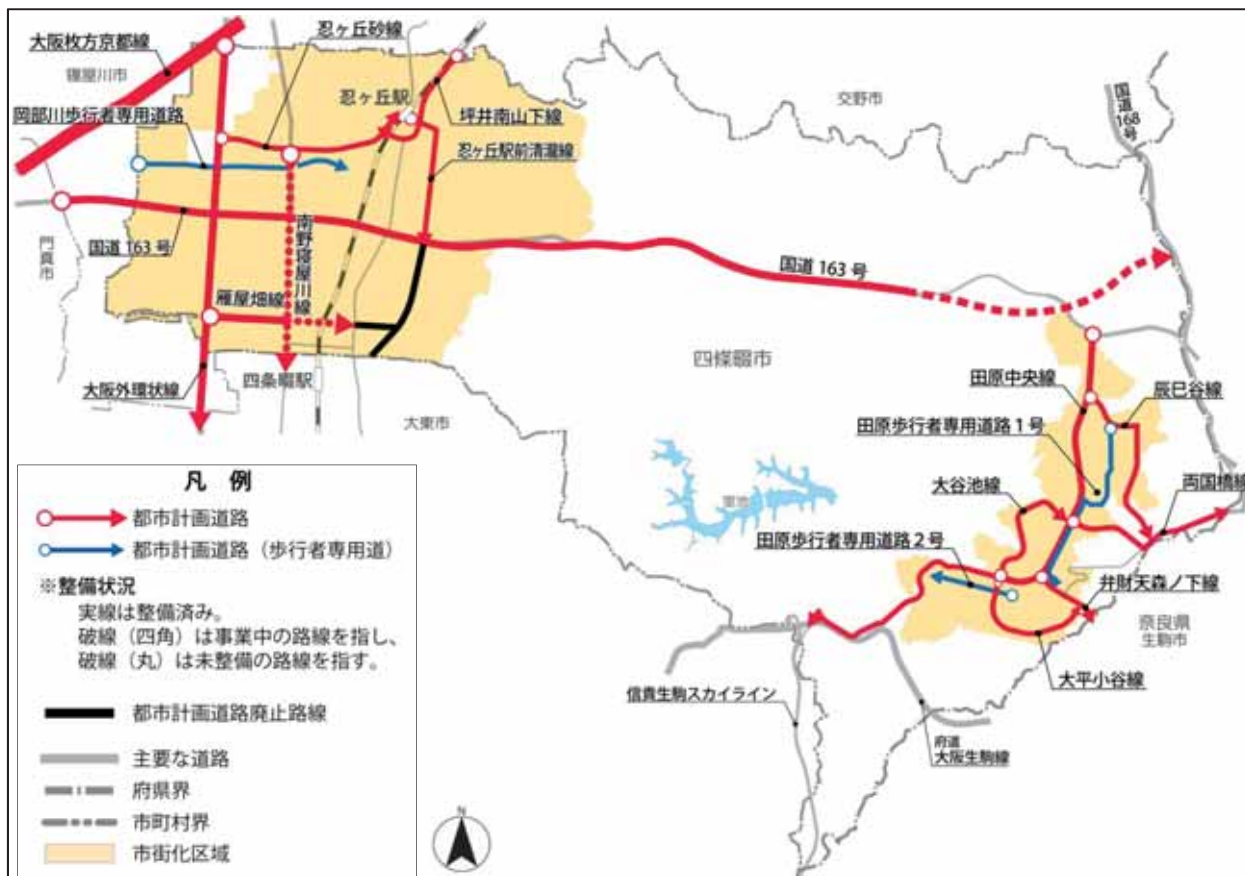 大阪枚方京都線
忍ヶ丘砂線
寝屋川市
岡部川歩行者専用道路
忍ヶ丘駅
坪井南山下線
交野市
国道168号
忍ヶ丘駅前清滝線
門真市
国道163号
南野寝屋川線
国道163号
雁屋畑線
四條畷市
大阪外環状線
四条畷駅
大東市
田原中央線
辰巳谷線
田原歩行者専用道路1号
大谷池線
両国橋線
田原歩行者専用道路2号
弁財天森ノ下線
奈良県
生駒市
大平小谷線
信貴生駒スカイライン
府道
大阪生駒線
凡 例
都市計画道路
都市計画道路（歩行者専用道）
※整備状況
実線は整備済み。
破線（四角）は事業中の路線を指し、
破線（丸）は未整備の路線を指す。
都市計画道路廃止路線
主要な道路
府県界
市町村界
市街化区域
N